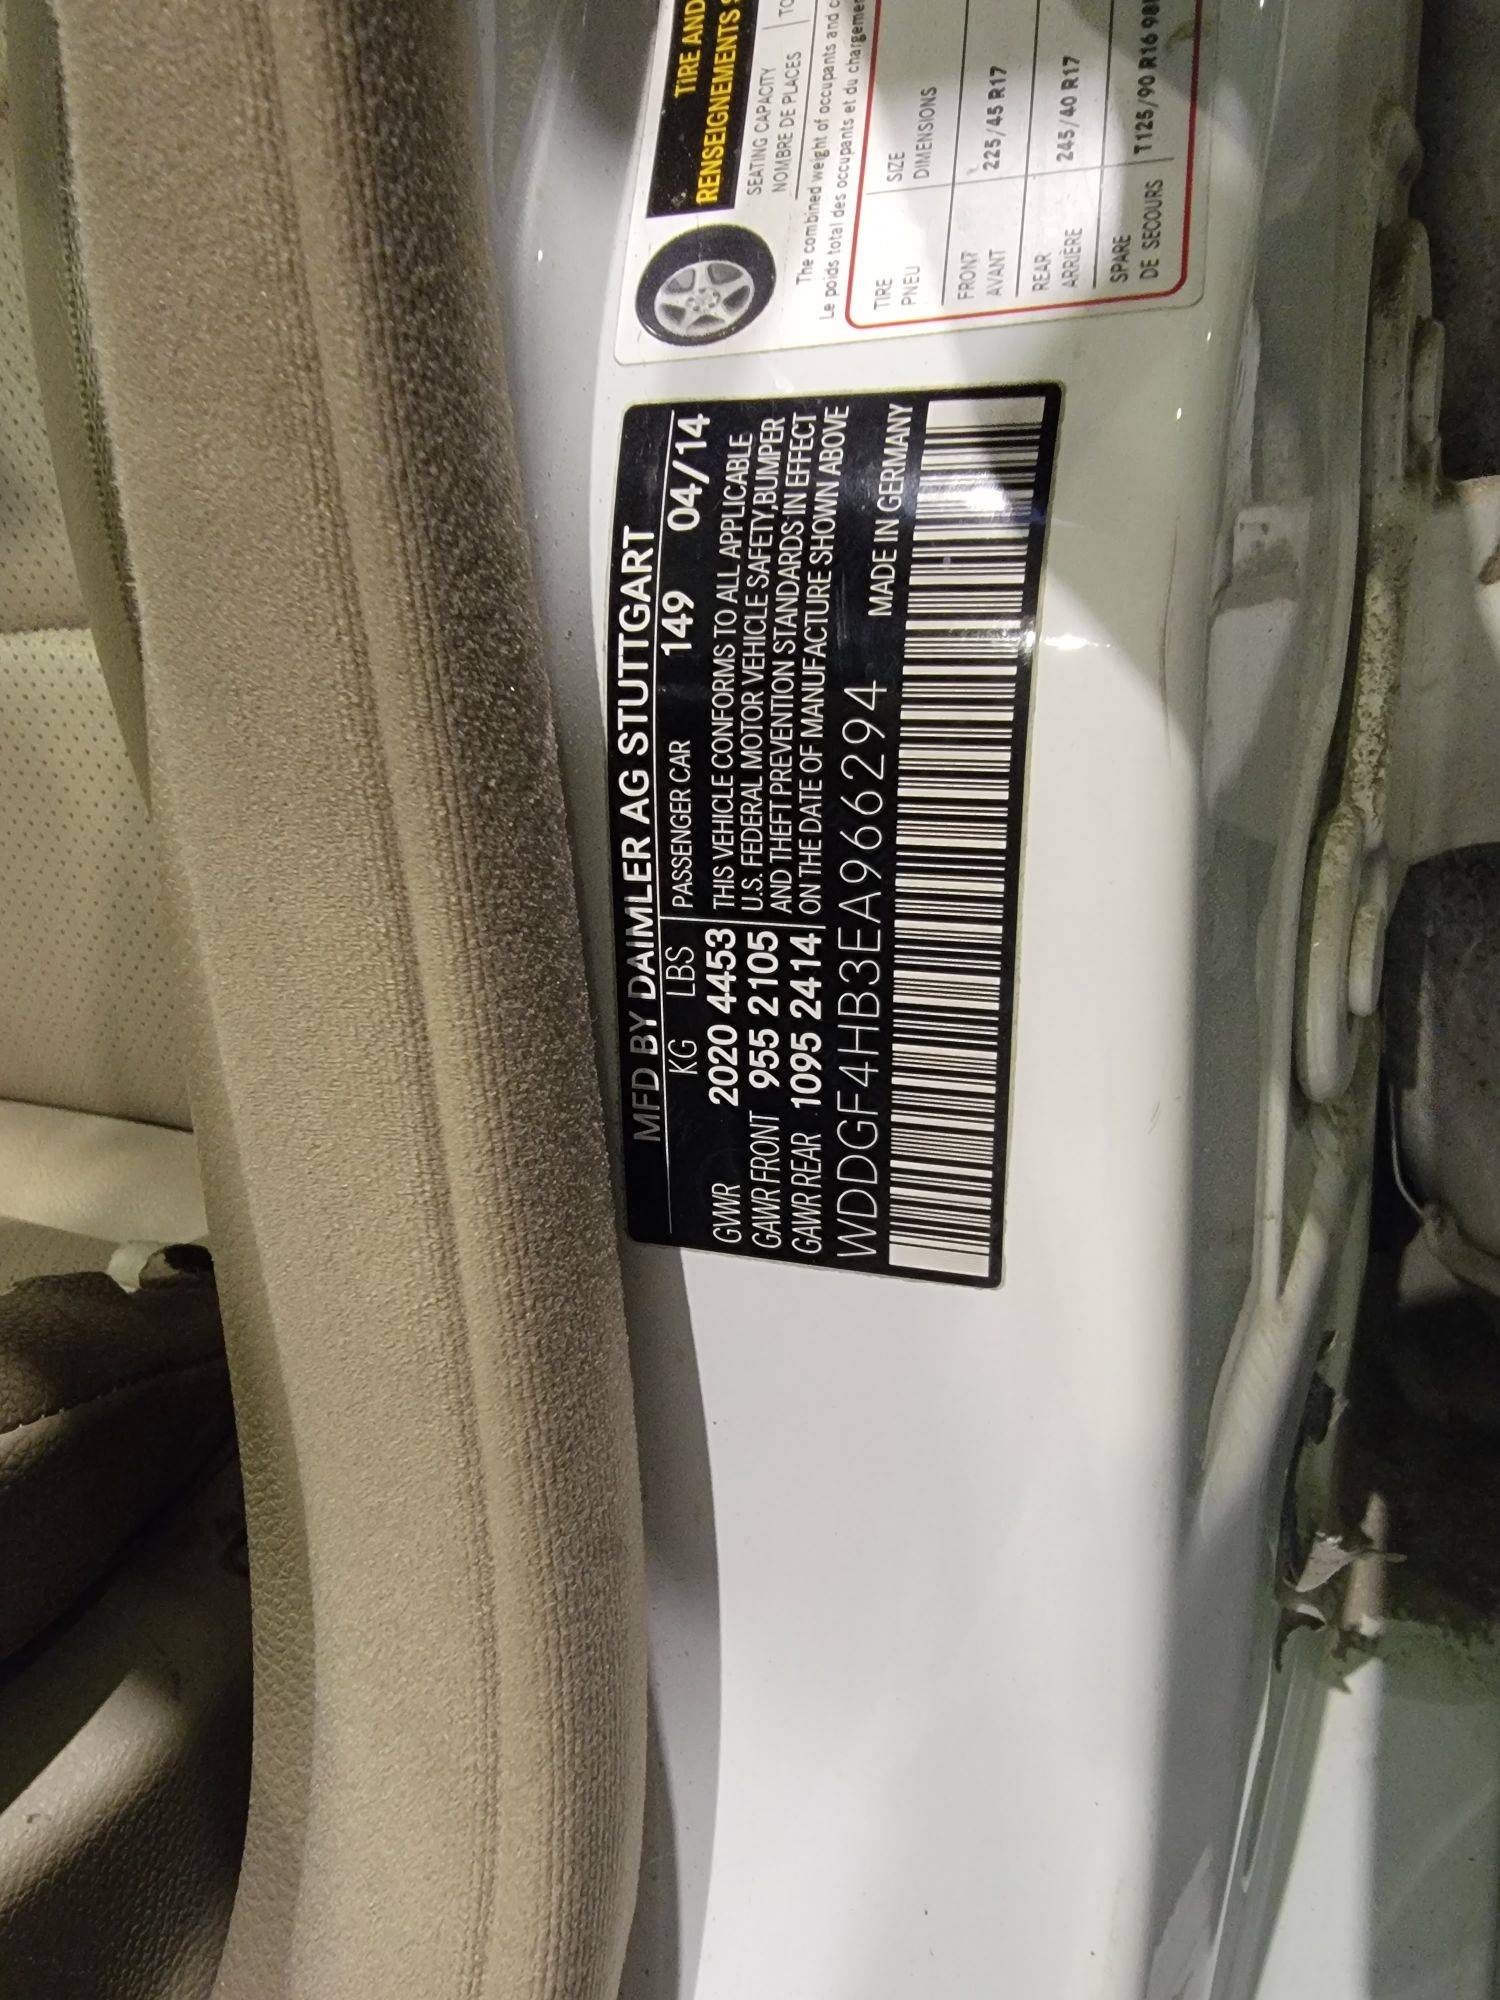 MFD BY DAIMLER AG STUTTGART
KG LBS PASSENGER CAR 149 04/14
GVWR 2020 4453 THIS VEHICLE CONFORMS TO ALL APPLICABLE
GAWR FRONT 955 2105 U.S. FEDERAL MOTOR VEHICLE SAFETY,BUMPER
GAWR REAR 1095 2414 AND THEFT PREVENTION STANDARDS IN EFFECT
ON THE DATE OF MANUFACTURE SHOWN ABOVE
WDDGF4HB3EA966294 MADE IN GERMANY
TIRE AND
RENSEIGNEMENTS
SEATING CAPACITY
NOMBRE DE PLACES
The combined weight of occupants and
Le poids total des occupants et du
TIRE SIZE
PNEU DIMENSIONS
FRONT
AVANT 225/45 R17
REAR
ARRIÈRE 245/40 R17
SPARE
DE SECOURS T125/90 R16